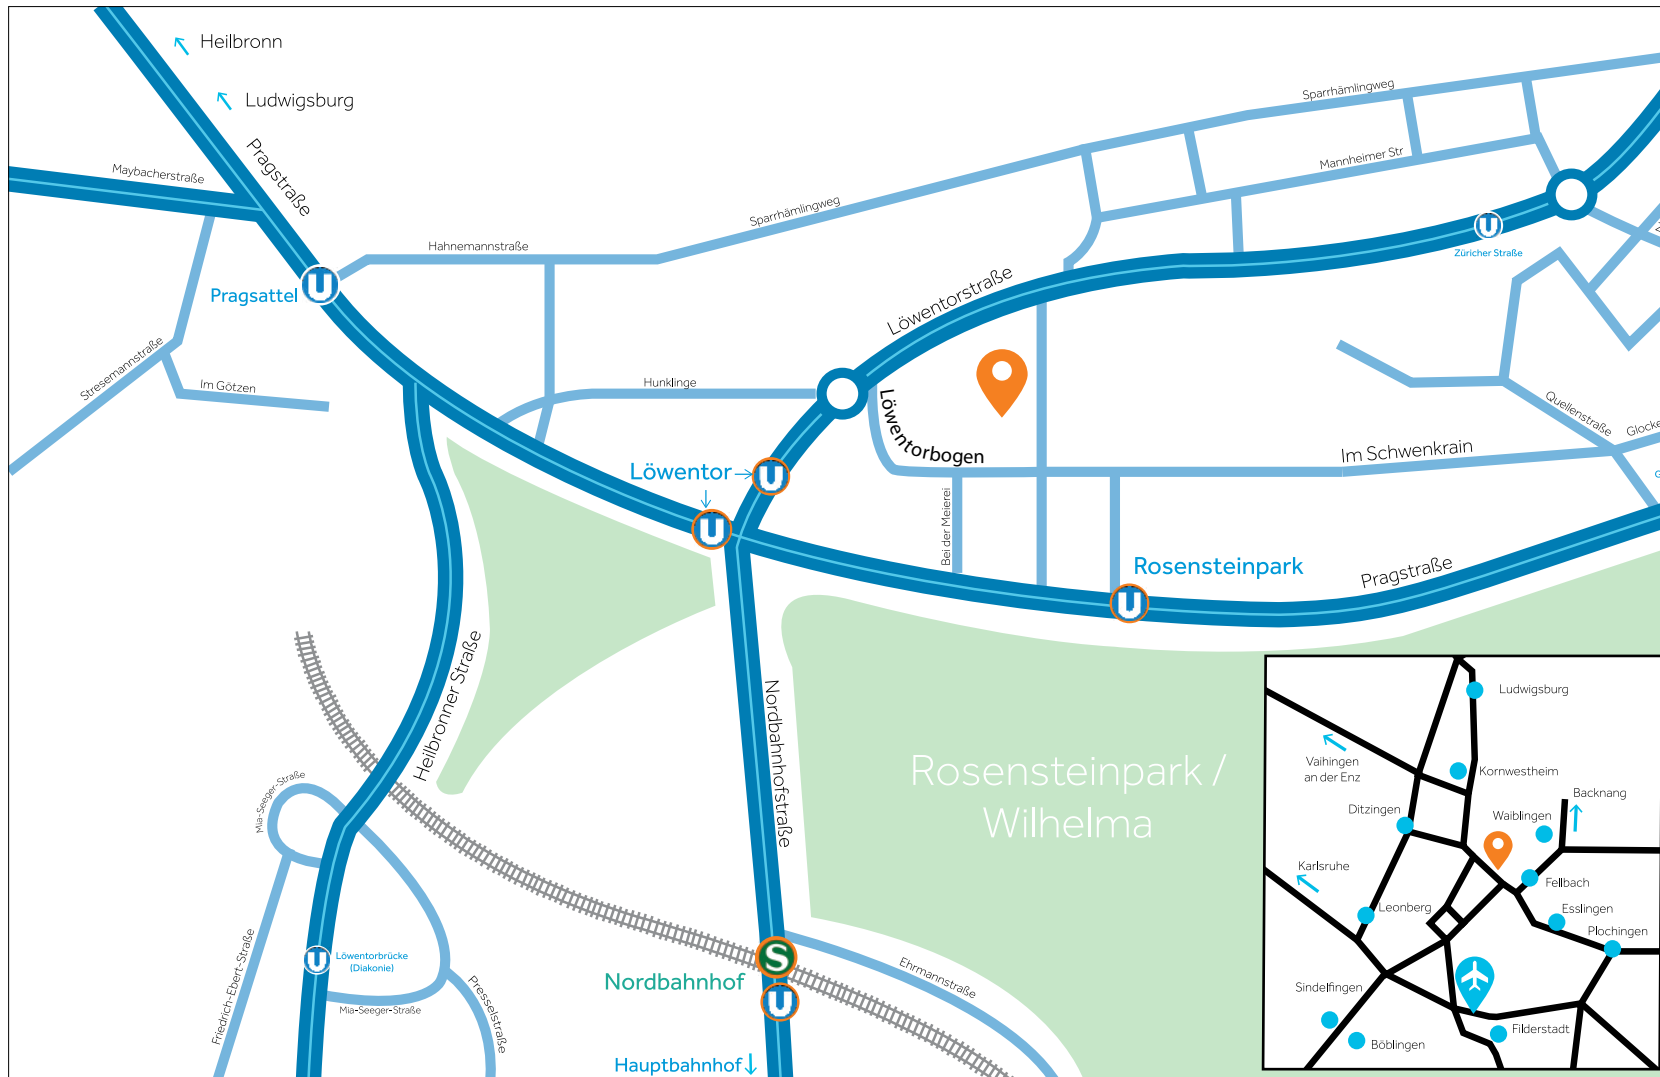 Heilbronn
Ludwigsburg
Pragstraße
Maybacherstraße
Sparrhämlingweg
Mannheimer Str
Sparrhämlingweg
Hahnemannstraße
U
Züricher Straße
Pragsattel
U
Löwentorstraße
Stresemannstraße
Im Götzen
Hunklinge
Löwentorbogen
Quellenstraße
Im Schwenkrain
Löwentor
U
U
Bei der Meierei
Rosensteinpark
U
Pragstraße
Heilbronner Straße
Nordbahnhofstraße
Rosensteinpark /
Wilhelma
Mia-Seeger-Straße
Friedrich-Ebert-Straße
U
Löwentorbrücke
(Diakonie)
Mia-Seeger-Straße
Presselstraße
S
Nordbahnhof
U
Ehrmannstraße
Hauptbahnhof
Ludwigsburg
Vaihingen
an der Enz
Kornwestheim
Backnang
Ditzingen
Waiblingen
Karlsruhe
Fellbach
Leonberg
Esslingen
Plochingen
Sindelfingen
Filderstadt
Böblingen